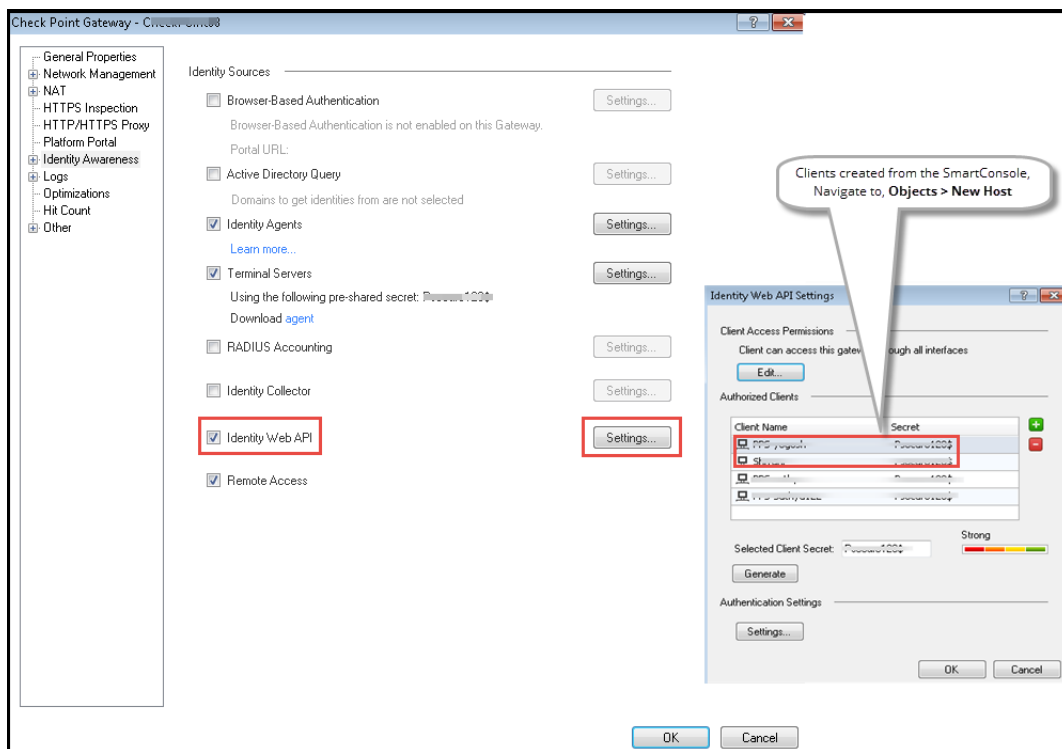 Check Point Gateway -
General Properties
Network Management
NAT
HTTPS Inspection
HTTP/HTTPS Proxy
Platform Portal
Identity Awareness
Logs
Optimizations
Hit Count
Other
Identity Sources
Browser-Based Authentication
Settings...
Browser-Based Authentication is not enabled on this Gateway.
Portal URL:
Active Directory Query
Settings...
Domains to get identities from are not selected
Identity Agents
Settings...
Learn more...
Terminal Servers
Settings...
Using the following pre-shared secret:
Download agent
RADIUS Accounting
Settings...
Identity Collector
Settings...
Identity Web API
Settings...
Remote Access
OK
Cancel
Clients created from the SmartConsole,
Navigate to, Objects > New Host
Identity Web API Settings
Client Access Permissions
Client can access this through all interfaces
Edit...
Authorized Clients
Client Name
Secret
Selected Client Secret:
Strong
Generate
Authentication Settings
Settings...
OK
Cancel